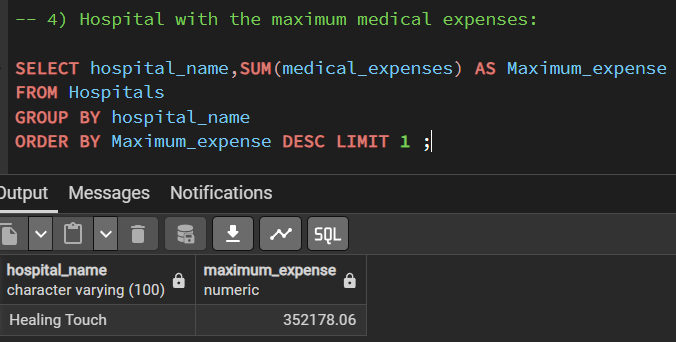 -- 4) Hospital with the maximum medical expenses:
SELECT hospital_name,SUM(medical_expenses) AS Maximum_expense
FROM Hospitals
GROUP BY hospital_name
ORDER BY Maximum_expense DESC LIMIT 1 ;
Output Messages Notifications
SQL
hospital_name maximum_expense
character varying (100) numeric
Healing Touch 352178.06